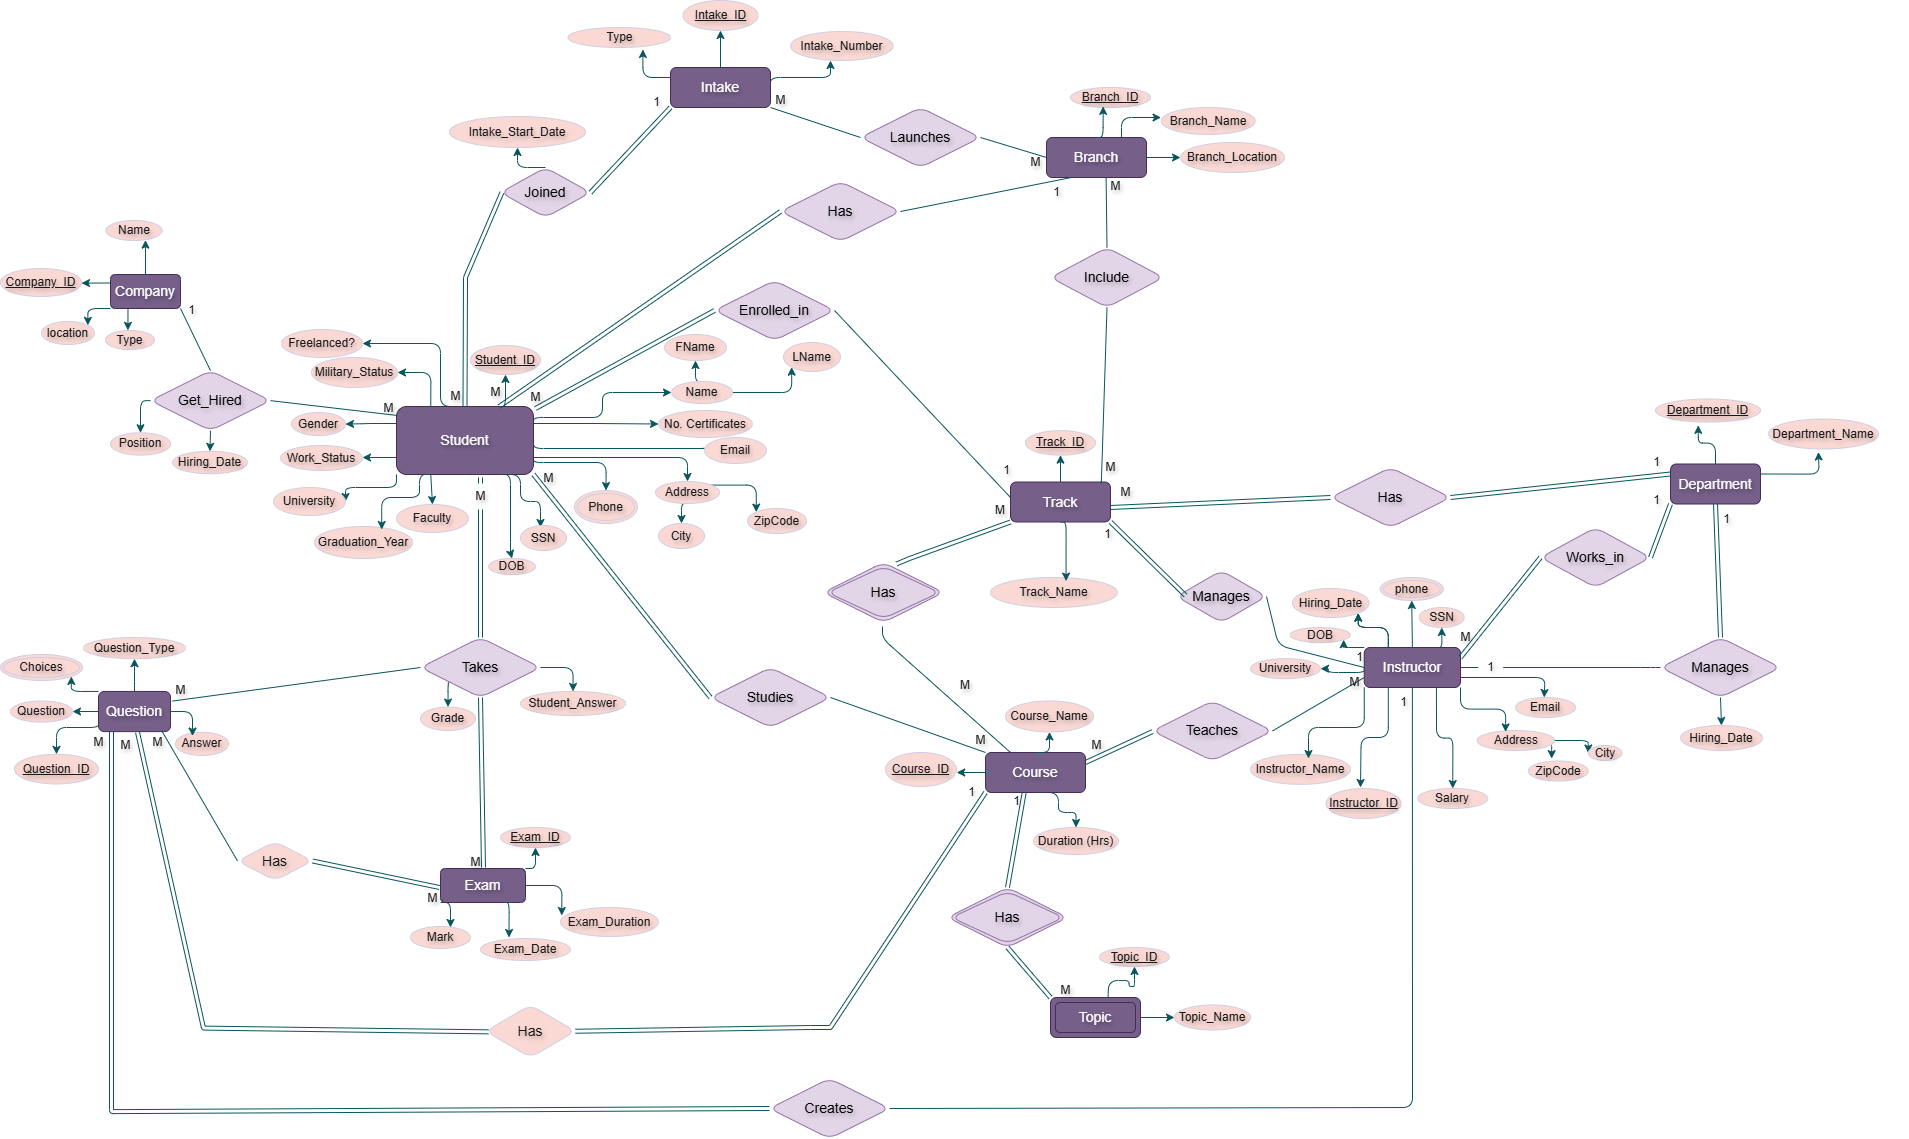 Intake_ID
Type
Intake_Number
Intake
1
M
Intake_Start_Date
Launches
Branch_ID
Branch_Name
Branch
Branch_Location
M
1
M
Joined
Has
Name
Company_ID
Company
1
location
Type
Include
Enrolled_in
Freelanced?
Military_Status
Student_ID
FName
LName
Name
Get_Hired
M
M
M
M
Gender
Student
No. Certificates
Email
Position
Hiring_Date
Work_Status
University
Graduation_Year
Faculty
M
DOB
SSN
M
Phone
Address
City
ZipCode
Department_ID
Department_Name
Track_ID
M
1
M
Track
M
1
Track_Name
Has
1
Department
1
1
Works_in
Has
Manages
Hiring_Date
phone
SSN
DOB
M
University
1
Instructor
1
M
1
Manages
Hiring_Date
Email
Address
City
ZipCode
Instructor_Name
Instructor_ID
Salary
Question_Type
Choices
M
Question
Question
Answer
M
M
M
Question_ID
Takes
Grade
Student_Answer
Studies
M
M
Course_Name
M
Teaches
Course_ID
Course
1
1
Duration (Hrs)
Has
Exam_ID
M
Exam
M
Mark
Exam_Date
Exam_Duration
Has
Topic_ID
M
Topic
Topic_Name
Has
Creates